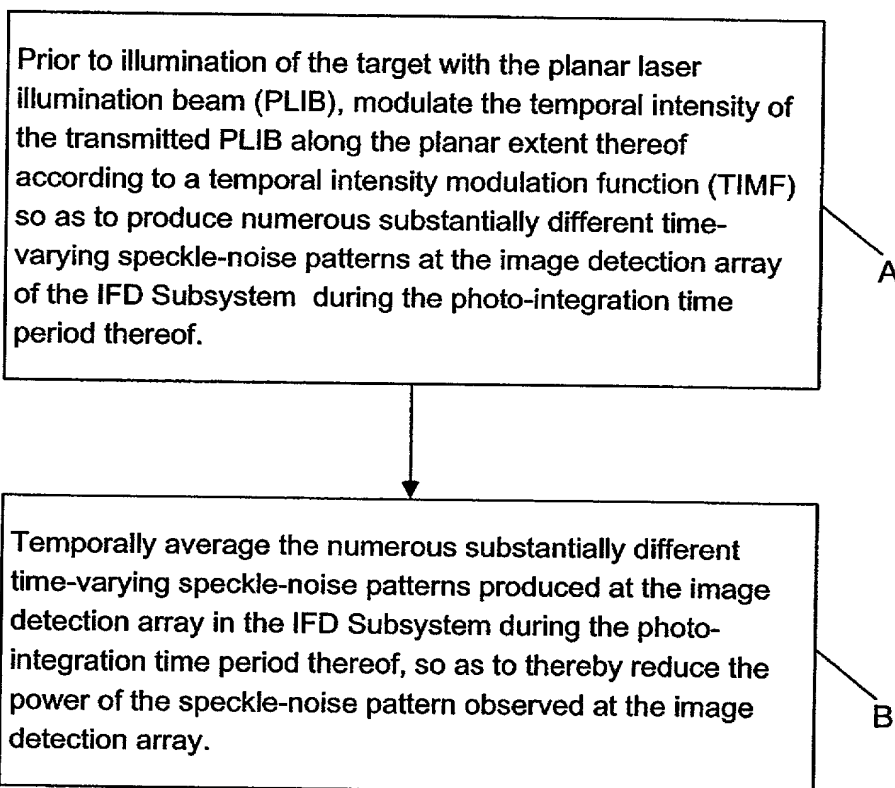 Prior to illumination of the target with the planar laser
illumination beam (PLIB), modulate the temporal intensity of
the transmitted PLIB along the planar extent thereof
according to a temporal intensity modulation function (TIMF)
so as to produce numerous substantially different time-
varying speckle-noise patterns at the image detection array
of the IFD Subsystem during the photo-integration time
period thereof.
A
Temporally average the numerous substantially different
time-varying speckle-noise patterns produced at the image
detection array in the IFD Subsystem during the photo-
integration time period thereof, so as to thereby reduce the
power of the speckle-noise pattern observed at the image
detection array.
B